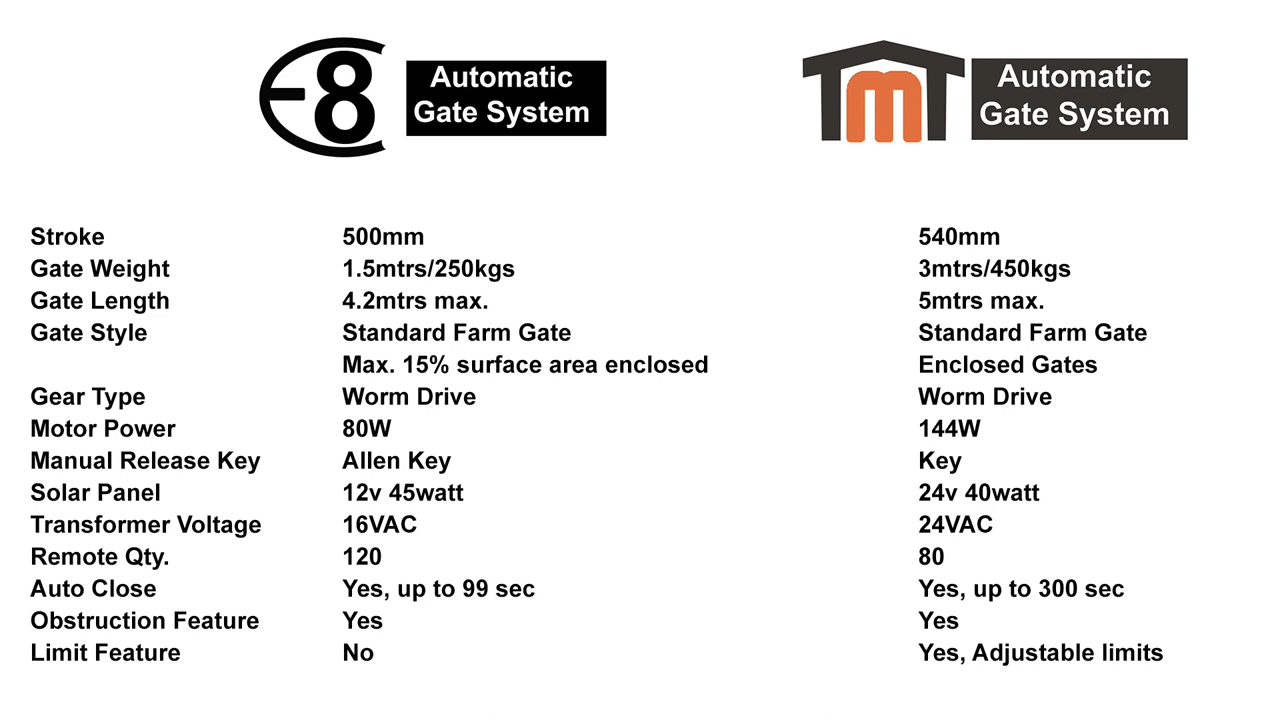 E8 Automatic
Gate System
TMT Automatic
Gate System
Stroke 500mm 540mm
Gate Weight 1.5mtrs/250kgs 3mtrs/450kgs
Gate Length 4.2mtrs max. 5mtrs max.
Gate Style Standard Farm Gate Standard Farm Gate
Max. 15% surface area enclosed Enclosed Gates
Gear Type Worm Drive Worm Drive
Motor Power 80W 144W
Manual Release Key Allen Key Key
Solar Panel 12v 45watt 24v 40watt
Transformer Voltage 16VAC 24VAC
Remote Qty. 120 80
Auto Close Yes, up to 99 sec Yes, up to 300 sec
Obstruction Feature Yes Yes
Limit Feature No Yes, Adjustable limits